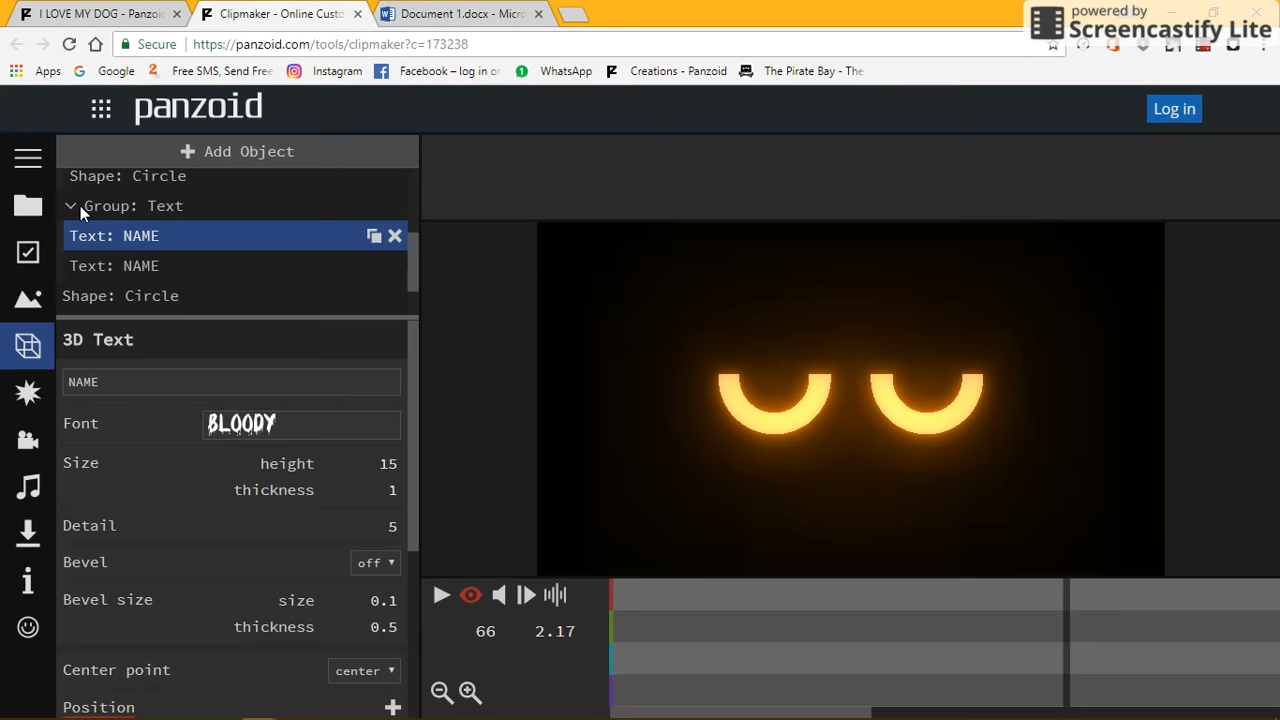 powered by
Screencastify Lite
I LOVE MY DOG - Panzoid
Clipmaker - Online Custo
Document 1.docx - Micro
Secure
https://panzoid.com/tools/clipmaker?c=173238
Apps
Google
Free SMS, Send Free
Instagram
Facebook – log in or
WhatsApp
Creations - Panzoid
The Pirate Bay - The
panzoid
Log in
Add Object
Shape: Circle
Group: Text
Text: NAME
Text: NAME
Shape: Circle
3D Text
NAME
Font BLOODY
Size height 15
thickness 1
Detail 5
Bevel off
Bevel size size 0.1
thickness 0.5
Center point center
Position
66 2.17